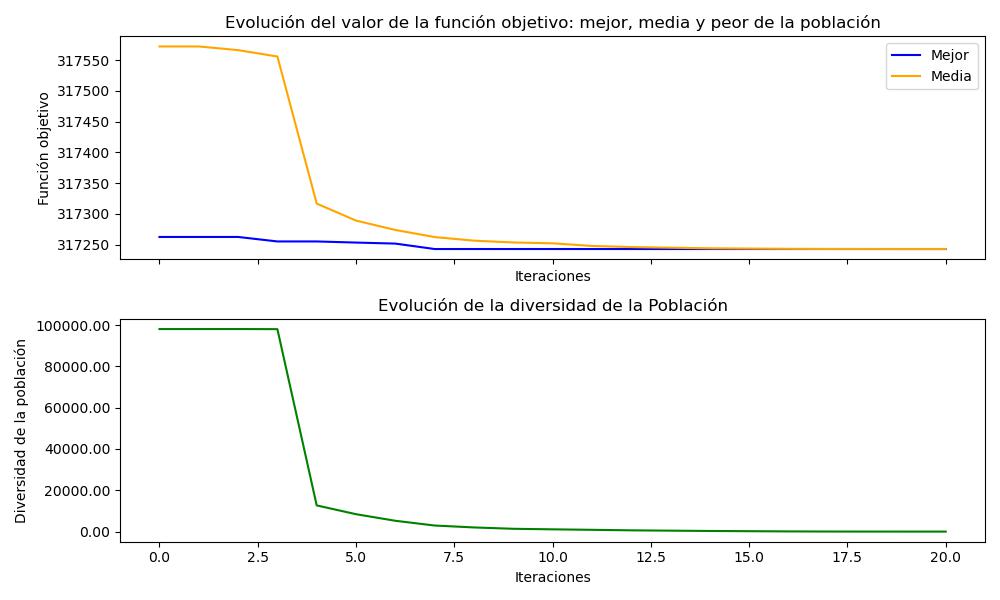 Evolución del valor de la función objetivo: mejor, media y peor de la población
Función objetivo
317550
317500
317450
317400
317350
317300
317250
Mejor
Media
Iteraciones
Evolución de la diversidad de la Población
Diversidad de la población
100000.00
80000.00
60000.00
40000.00
20000.00
0.00
0.0 2.5 5.0 7.5 10.0 12.5 15.0 17.5 20.0
Iteraciones